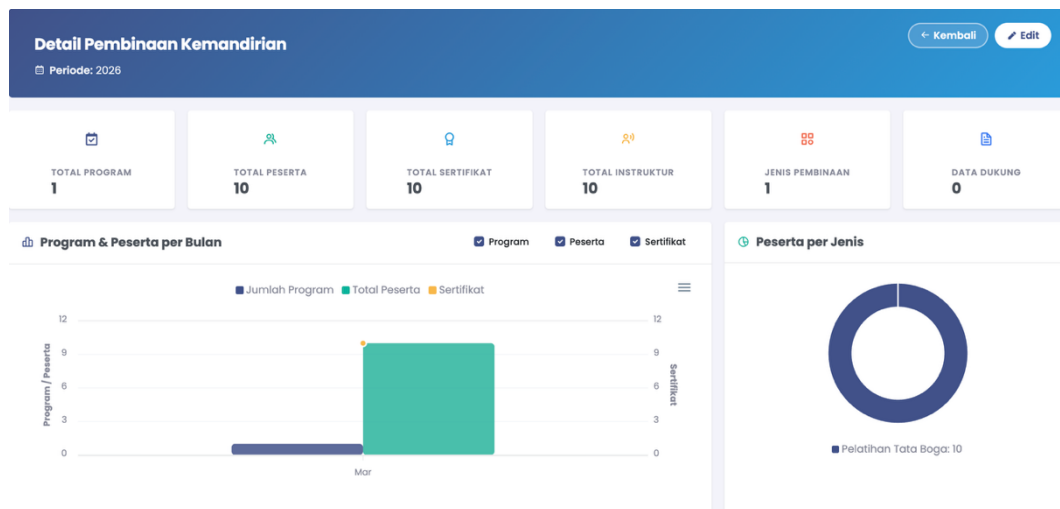 Detail Pembinaan Kemandirian
← Kembali
Edit
Periode: 2026
TOTAL PROGRAM
1
TOTAL PESERTA
10
TOTAL SERTIFIKAT
10
TOTAL INSTRUKTUR
10
JENIS PEMBINAAN
1
DATA DUKUNG
0
Program & Peserta per Bulan
Program
Peserta
Sertifikat
Jumlah Program
Total Peserta
Sertifikat
Program / Peserta
12
9
6
3
0
Mar
12
9
6
3
0
Sertifikat
Peserta per Jenis
Pelatihan Tata Boga: 10